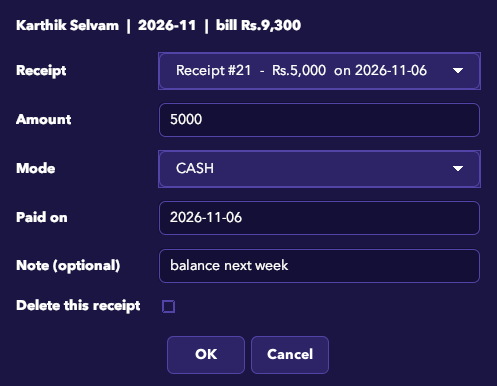 Karthik Selvam | 2026-11 | bill Rs.9,300
Receipt Receipt #21 - Rs.5,000 on 2026-11-06
Amount 5000
Mode CASH
Paid on 2026-11-06
Note (optional) balance next week
Delete this receipt
OK Cancel